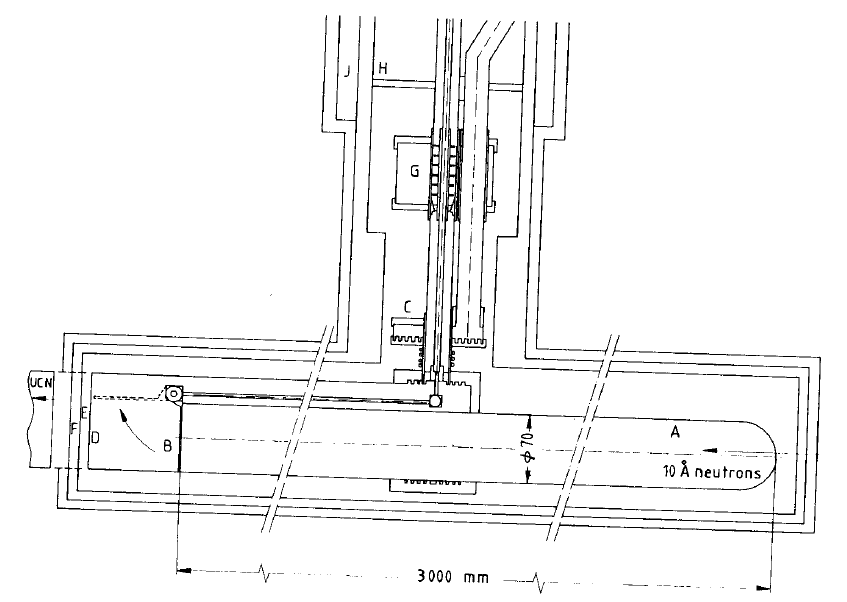 J
H
G
C
UCN
E
F
D
B
A
φ 70
10 Å neutrons
3000 mm